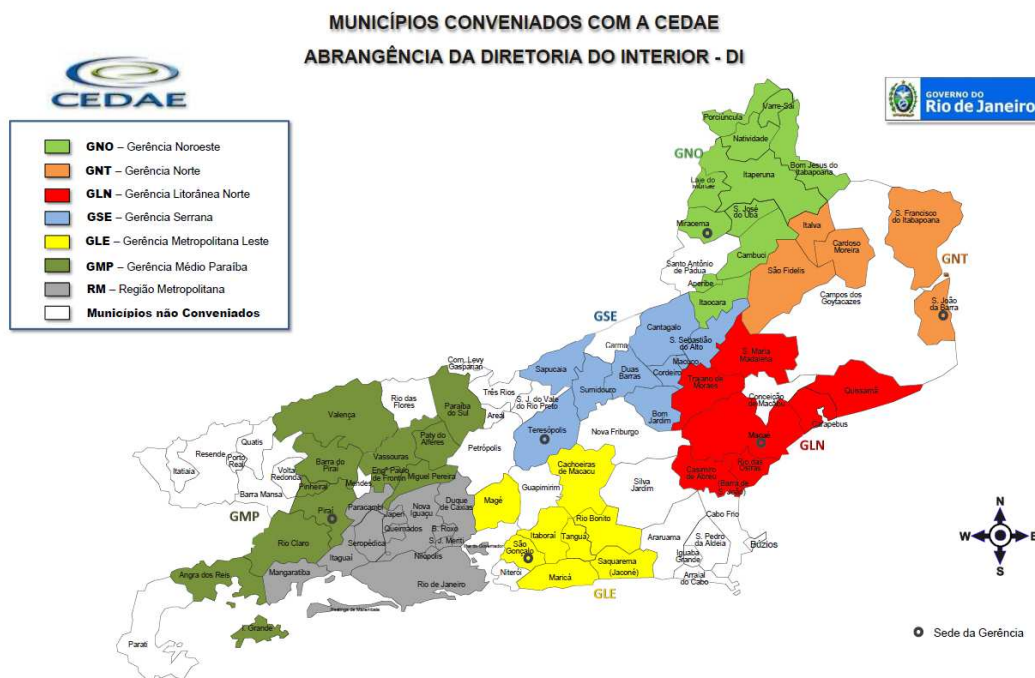 MUNICÍPIOS CONVENIADOS COM A CEDAE
ABRANGÊNCIA DA DIRETORIA DO INTERIOR - DI
CEDAE
GOVERNO DO
Rio de Janeiro
GNO – Gerência Noroeste
GNT – Gerência Norte
GLN – Gerência Litorânea Norte
GSE – Gerência Serrana
GLE – Gerência Metropolitana Leste
GMP – Gerência Médio Paraíba
RM – Região Metropolitana
Municípios não Conveniados
GNO
Porciúncula
Varre-Sai
Natividade
Bom Jesus do
Itabapoana
Itaperuna
Laje do
Muriaé
S. José
do Ubá
Miracema
Cambuci
Santo Antônio
de Pádua
Aperibe
Itaocara
Italva
Cardoso
Moreira
São Fidelis
S. Francisco
do Itabapoana
GNT
Campos dos
Goytacazes
S. João
da Barra
GSE
Cantagalo
Carmo
S. Sebastião
do Alto
Macuco
Cordeiro
Duas
Barras
Sapucaia
Sumidouro
Bom
Jardim
Teresópolis
S. J. do Vale
do Rio Preto
Nova Friburgo
S. Maria
Madalena
Trajano de
Moraes
Conceição
de Macabu
Quissamã
Carapebus
Macaé
GLN
Casimiro
de Abreu
Rio das
Ostras
Com. Levy
Gasparian
Três Rios
Areal
Petrópolis
Rio das
Flores
Paraíba
do Sul
Valença
Paty do
Alferes
Vassouras
Miguel Pereira
Engº Paulo
de Frontin
Mendes
Barra do
Piraí
Pinheiral
Piraí
Quatis
Resende
Porto
Real
Itatiaia
Volta
Redonda
Barra Mansa
GMP
Rio Claro
Angra dos Reis
I. Grande
Parati
Paracambi
Japeri
Nova
Iguaçu
Duque
de Caxias
Queimados
B. Roxo
Seropédica
S. J. Meriti
Nilópolis
Itaguaí
Mangaratiba
Rio de Janeiro
Magé
Guapimirim
Cachoeiras
de Macacu
Rio Bonito
Itaboraí
Tanguá
São
Gonçalo
Niterói
Maricá
Saquarema
(Jaconé)
GLE
Silva
Jardim
Araruama
Cabo Frio
S. Pedro
da Aldeia
Búzios
Iguaba
Grande
Arraial
do Cabo
N
W
E
S
Sede da Gerência